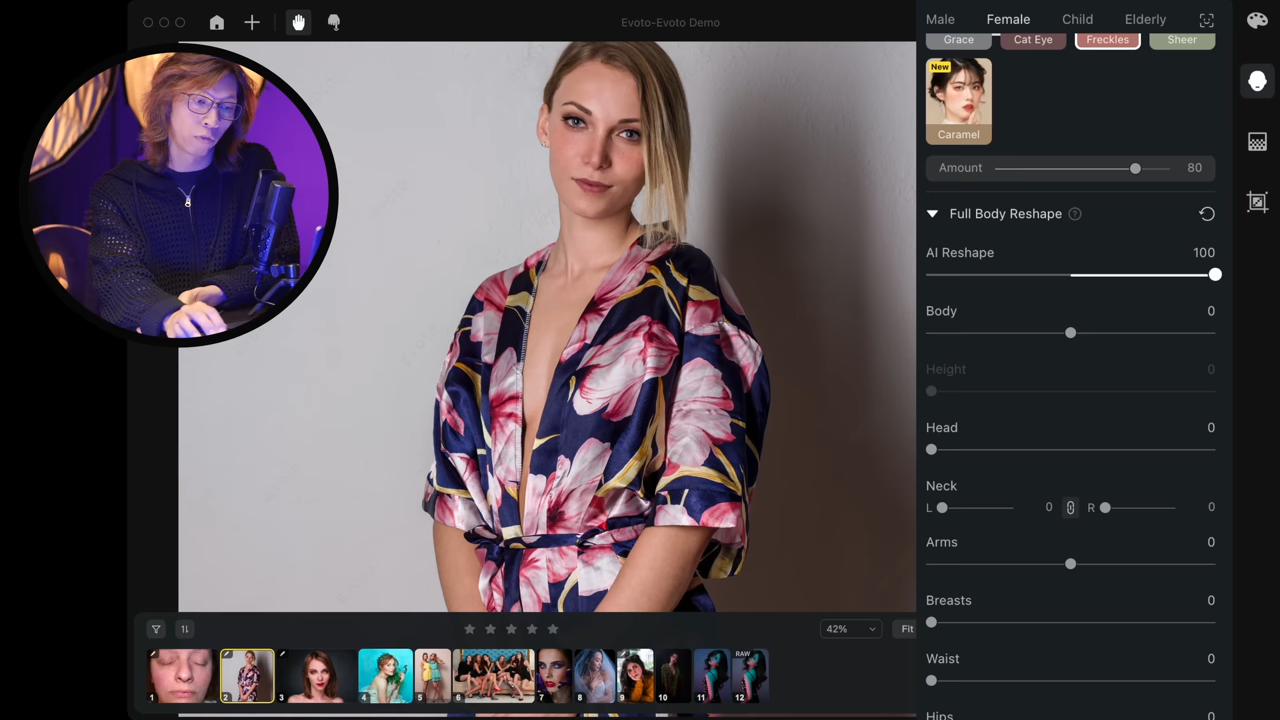 Evoto-Evoto Demo
Male Female Child Elderly
Grace Cat Eye Freckles Sheer
New
Caramel
Amount 80
Full Body Reshape ?
AI Reshape 100
Body 0
Height 0
Head 0
Neck
L 0 R 0
Arms 0
Breasts 0
Waist 0
Hips 0
42% Fit
RAW
1 2 3 4 5 6 7 8 9 10 11 12